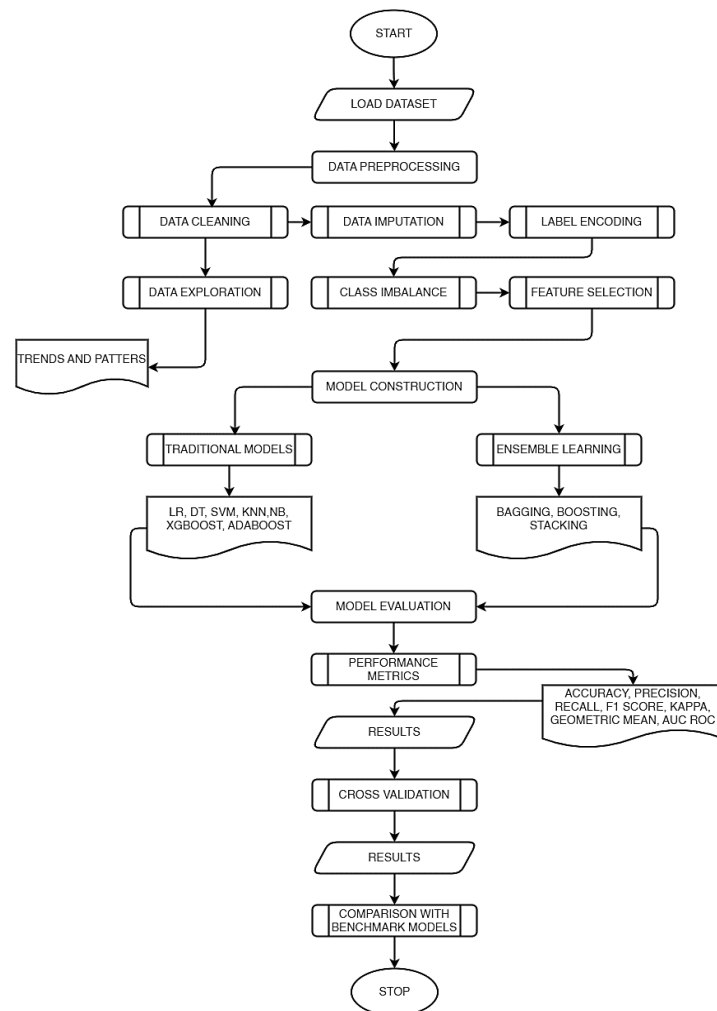 START
LOAD DATASET
DATA PREPROCESSING
DATA CLEANING
DATA IMPUTATION
LABEL ENCODING
DATA EXPLORATION
CLASS IMBALANCE
FEATURE SELECTION
TRENDS AND PATTERS
MODEL CONSTRUCTION
TRADITIONAL MODELS
ENSEMBLE LEARNING
LR, DT, SVM, KNN,NB,
XGBOOST, ADABOOST
BAGGING, BOOSTING,
STACKING
MODEL EVALUATION
PERFORMANCE
METRICS
ACCURACY, PRECISION,
RECALL, F1 SCORE, KAPPA,
GEOMETRIC MEAN, AUC ROC
RESULTS
CROSS VALIDATION
RESULTS
COMPARISON WITH
BENCHMARK MODELS
STOP